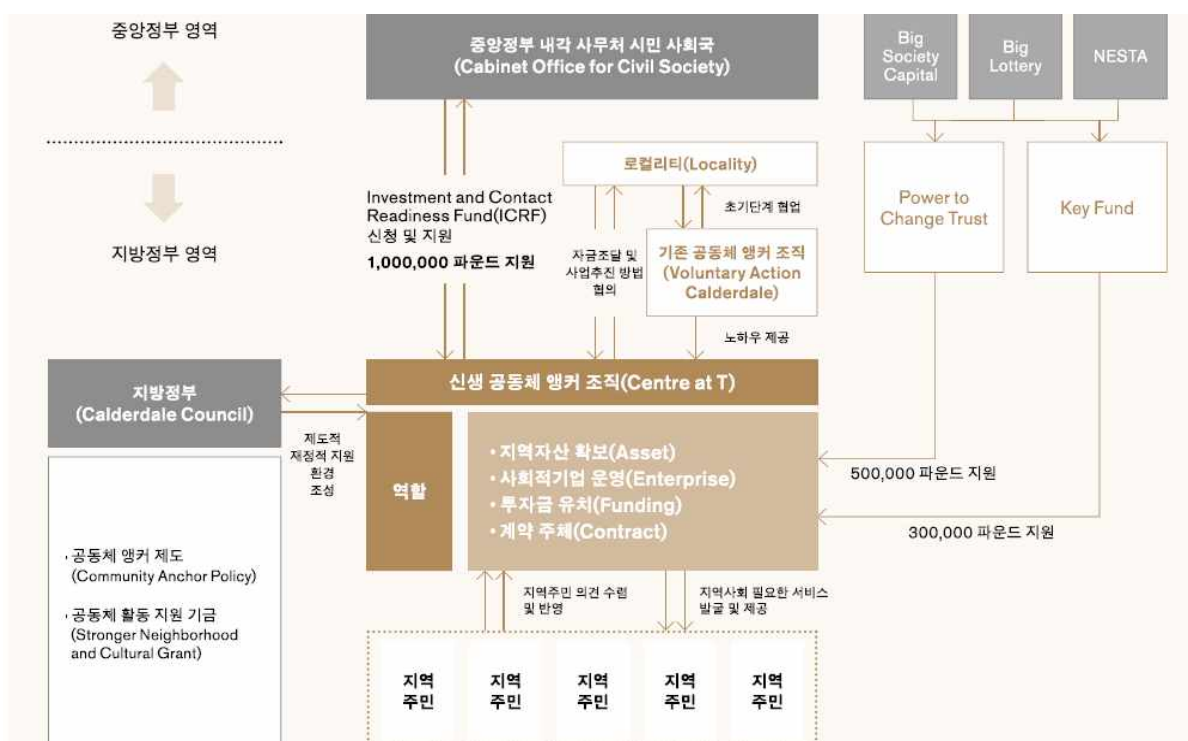 중앙정부 영역
지방정부 영역
중앙정부 내각 사무처 시민 사회국
(Cabinet Office for Civil Society)
Big
Society
Capital
Big
Lottery
NESTA
로컬리티(Locality)
Investment and Contact
Readiness Fund(ICRF)
신청 및 지원
1,000,000 파운드 지원
초기단계 협업
자금조달 및
사업추진 방법
협의
기존 공동체 앵커 조직
(Voluntary Action
Calderdale)
노하우 제공
Power to
Change Trust
Key Fund
지방정부
(Calderdale Council)
신생 공동체 앵커 조직(Centre at T)
제도적
재정적 지원
환경
조성
역할
• 지역자산 확보(Asset)
• 사회적기업 운영(Enterprise)
• 투자금 유치(Funding)
• 계약 주체(Contract)
500,000 파운드 지원
300,000 파운드 지원
· 공동체 앵커 제도
(Community Anchor Policy)
· 공동체 활동 지원 기금
(Stronger Neighborhood
and Cultural Grant)
지역주민 의견 수렴
및 반영
지역사회 필요한 서비스
발굴 및 제공
지역
주민
지역
주민
지역
주민
지역
주민
지역
주민